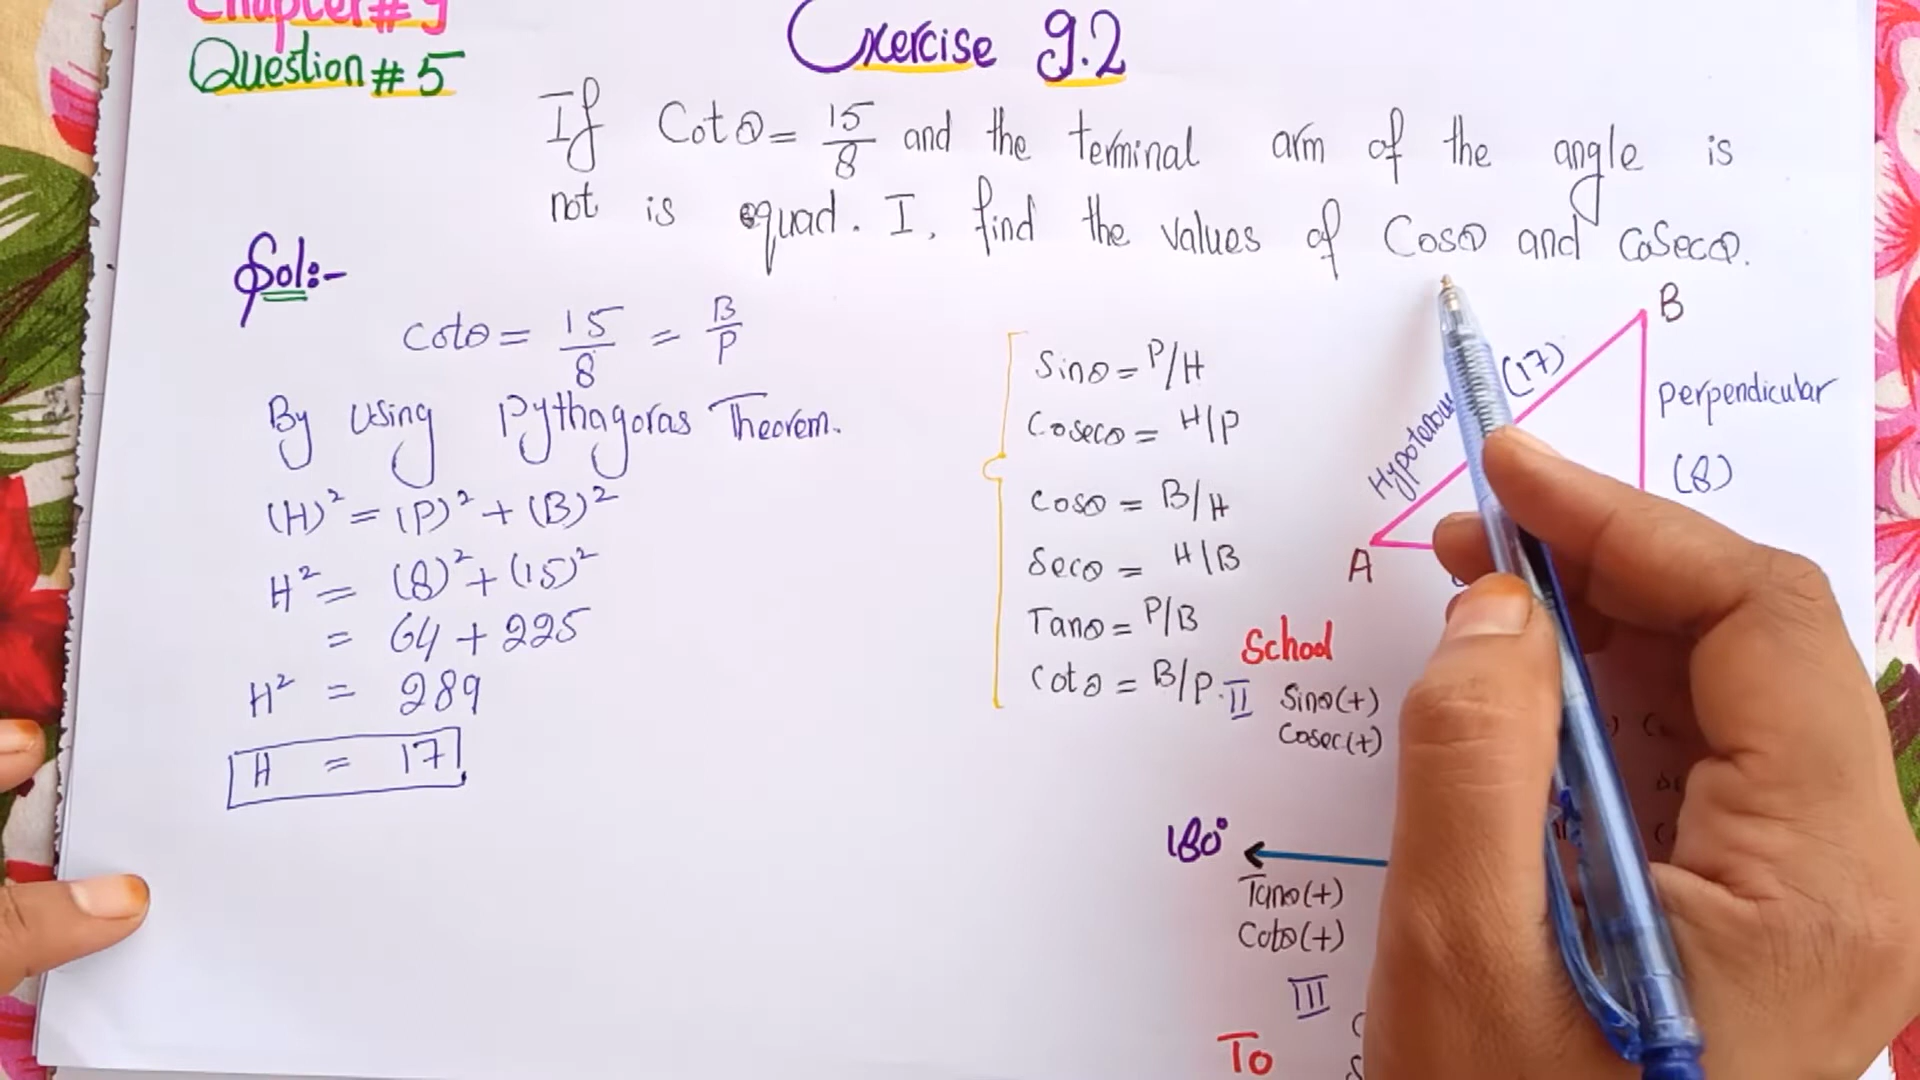 Chapter # 9
Question # 5
Exercise 9.2
If Cotθ = 15/8 and the terminal arm of the angle is
not is quad. I, find the values of Cosθ and Cosecθ.
Sol:-
Cotθ = 15/8 = B/P
By using Pythagoras Theorem.
(H)² = (P)² + (B)²
H² = (8)² + (15)²
= 64 + 225
H² = 289
H = 17
Sinθ = P/H
Cosecθ = H/P
Cosθ = B/H
Secθ = H/B
Tanθ = P/B
Cotθ = B/P.
B
Hypotenous (17)
perpendicular
(8)
A
School
II Sinθ(+)
Cosec(+)
180°
Tanθ(+)
Cotθ(+)
III
To